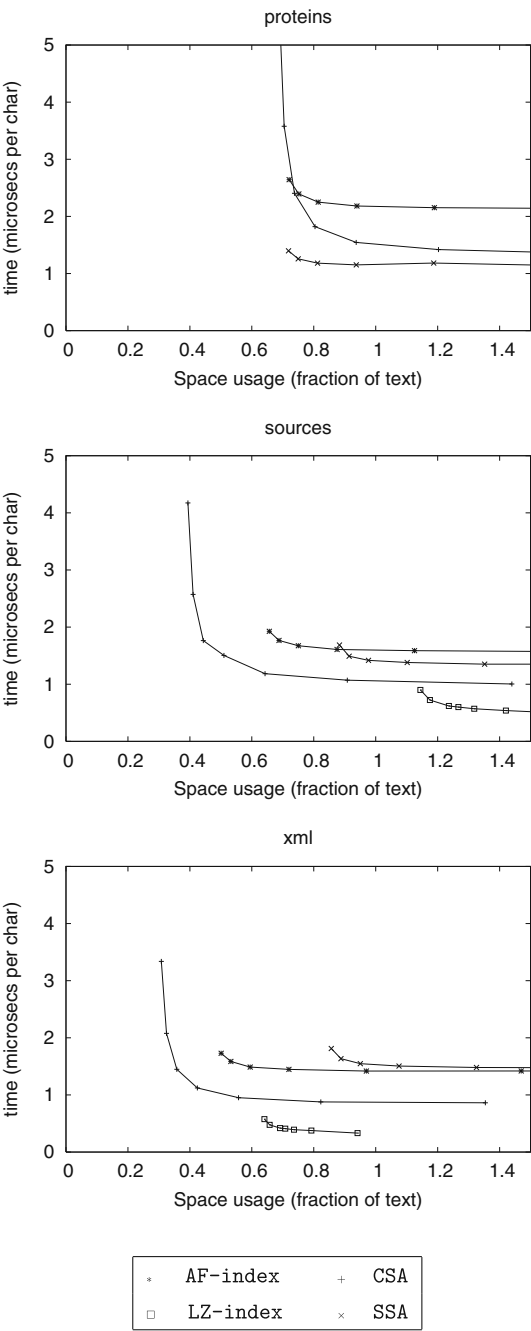 proteins
5
4
3
2
1
0
time (microsecs per char)
0 0.2 0.4 0.6 0.8 1 1.2 1.4
Space usage (fraction of text)
sources
5
4
3
2
1
0
time (microsecs per char)
0 0.2 0.4 0.6 0.8 1 1.2 1.4
Space usage (fraction of text)
xml
5
4
3
2
1
0
time (microsecs per char)
0 0.2 0.4 0.6 0.8 1 1.2 1.4
Space usage (fraction of text)
AF-index CSA
LZ-index SSA